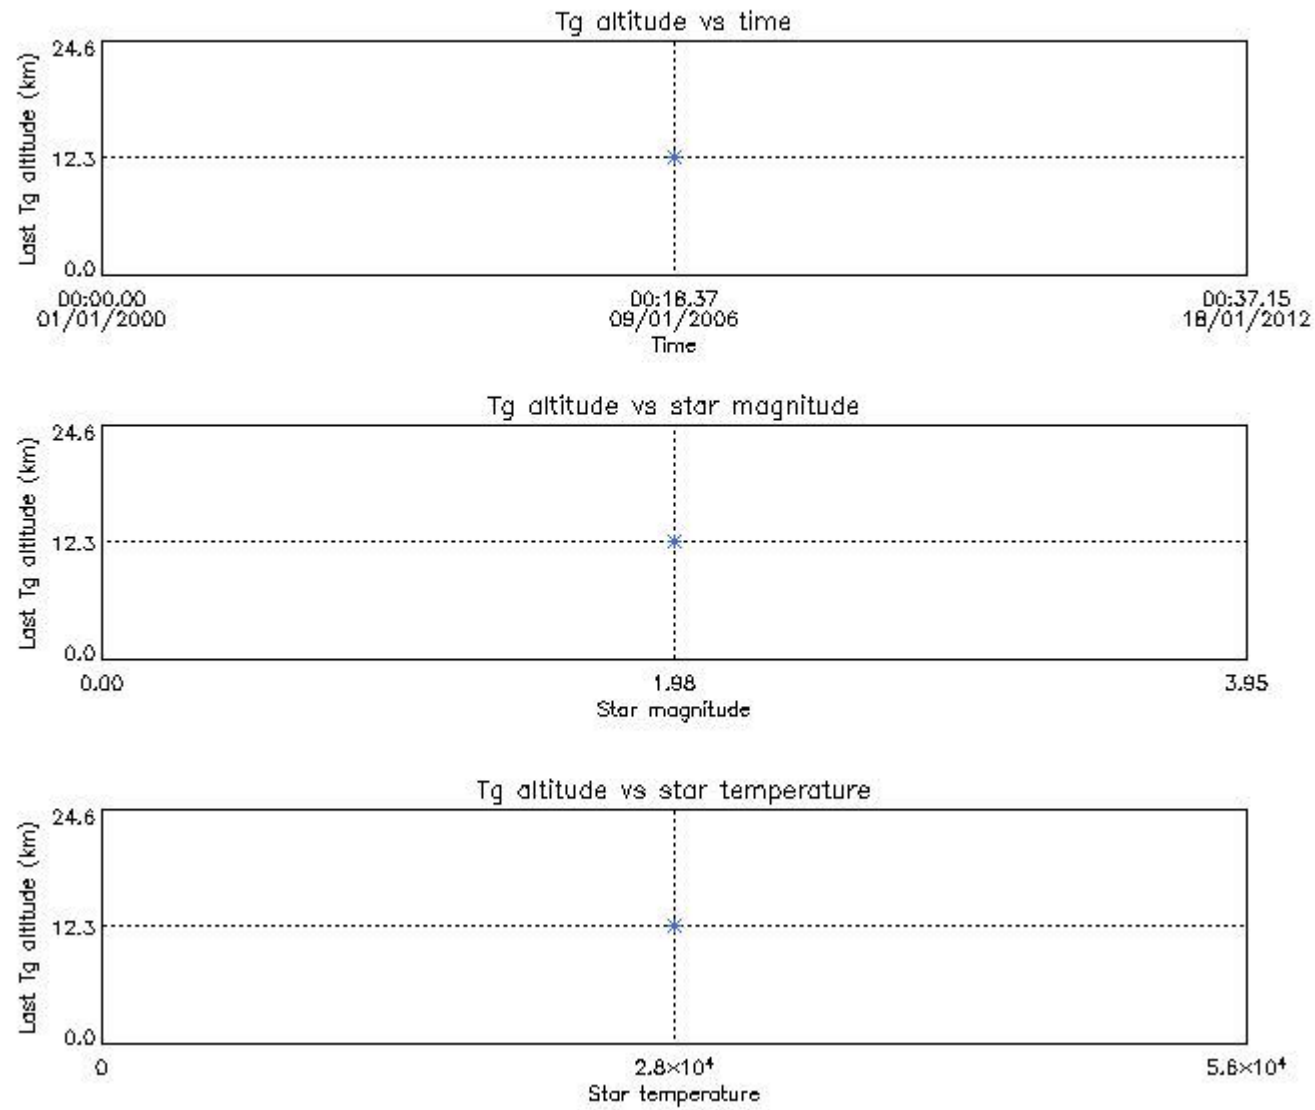 Tg altitude vs time
Last Tg altitude (km)
24.6
12.3
0.0
00:00.00
01/01/2000
00:18.37
09/01/2006
00:37.15
18/01/2012
Time
Tg altitude vs star magnitude
Last Tg altitude (km)
24.6
12.3
0.0
0.00
1.98
3.95
Star magnitude
Tg altitude vs star temperature
Last Tg altitude (km)
24.6
12.3
0.0
0
2.8×10⁴
5.6×10⁴
Star temperature